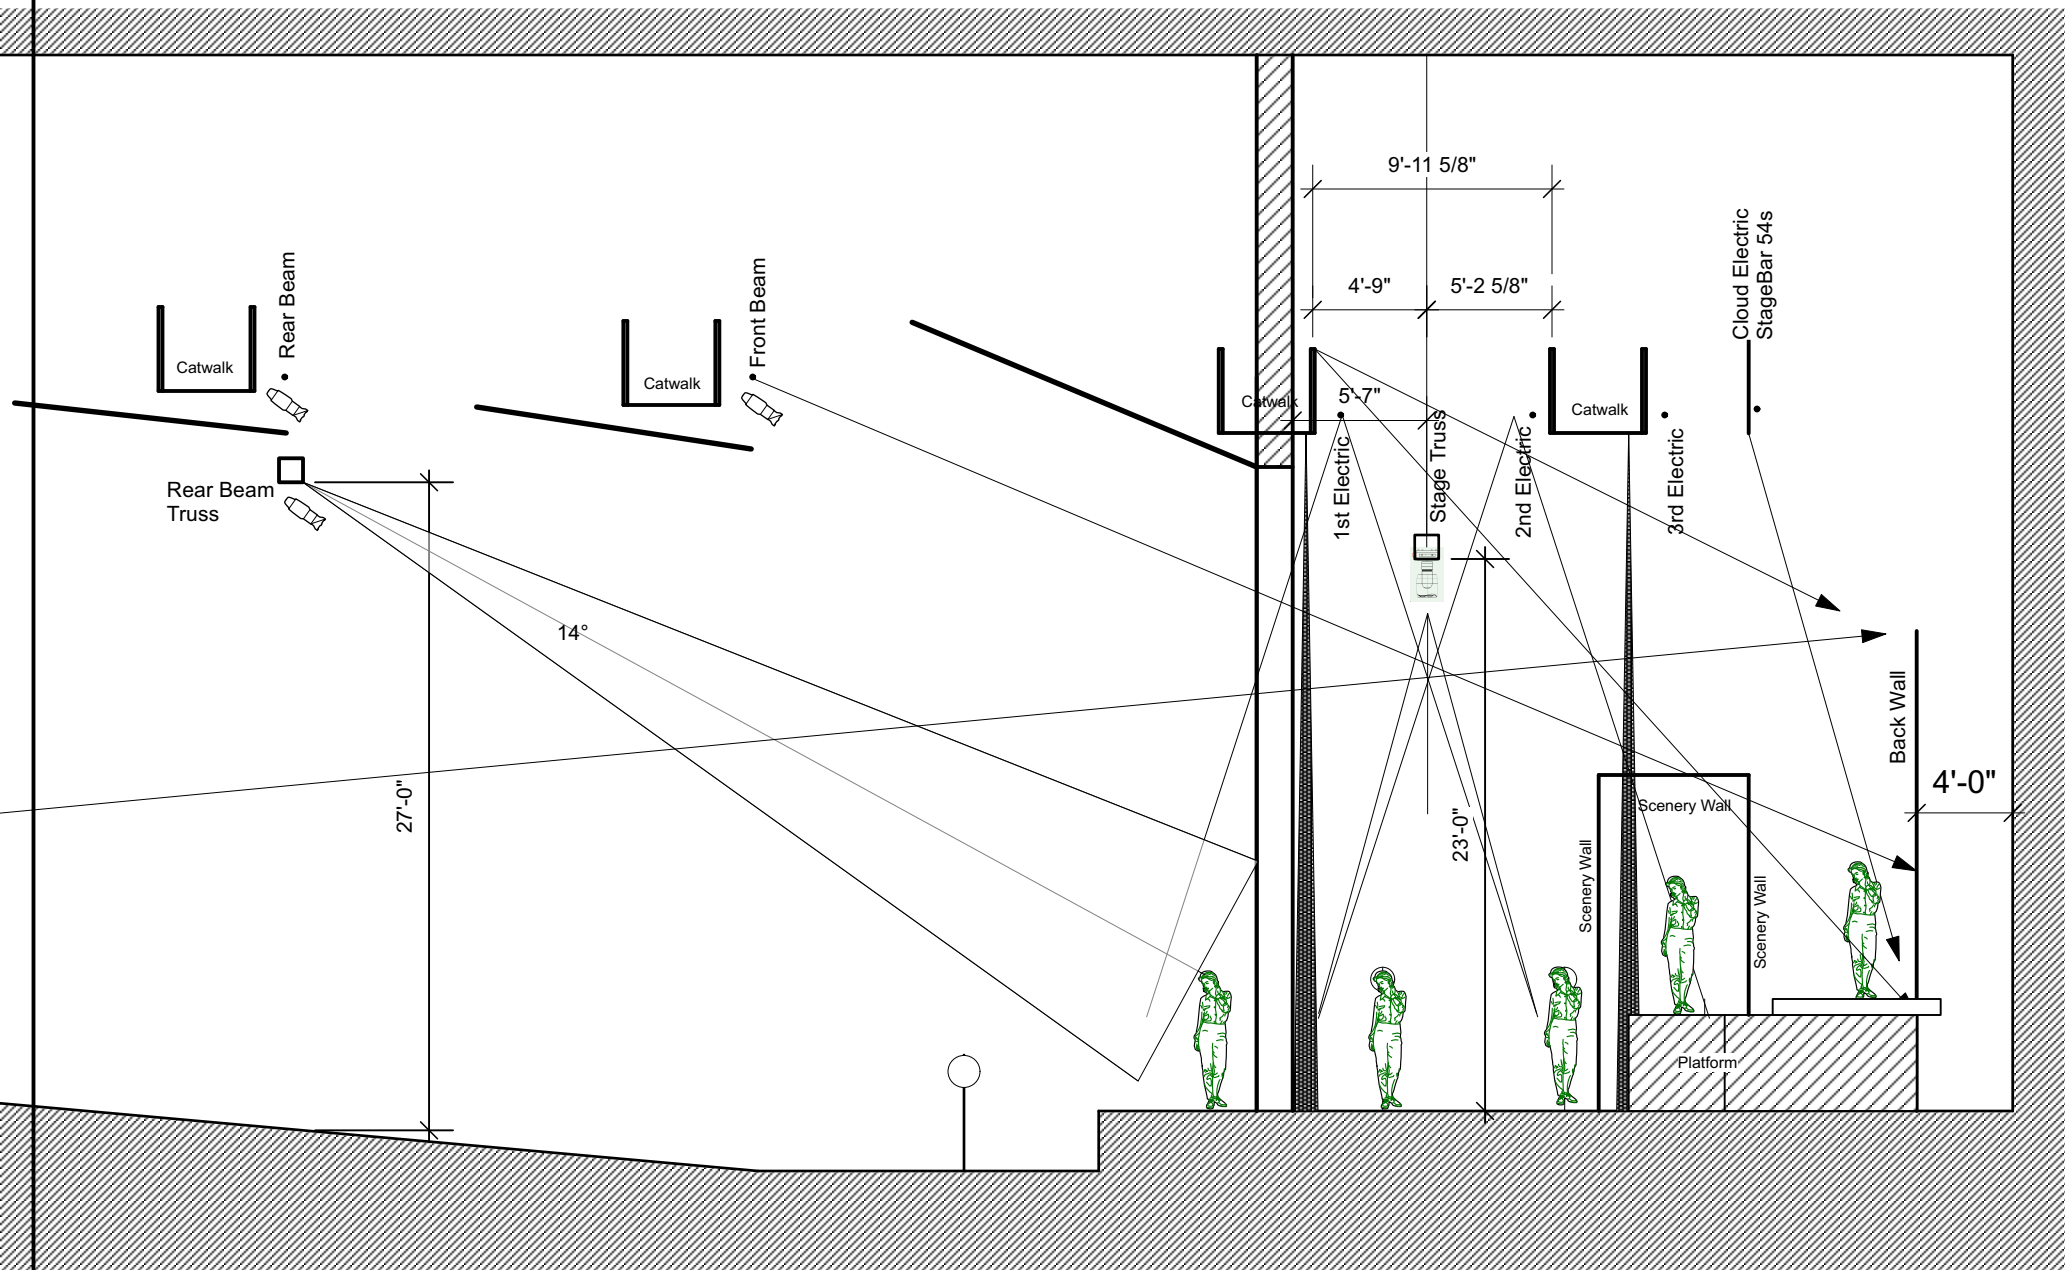 9'-11 5/8"
Cloud Electric
StageBar 54s
Rear Beam
Front Beam
4'-9"
5'-2 5/8"
Catwalk
Catwalk
Catwalk
5'-7"
Catwalk
1st Electric
Stage Truss
2nd Electric
3rd Electric
Rear Beam
Truss
14°
Back Wall
27'-0"
23'-0"
4'-0"
Scenery Wall
Scenery Wall
Scenery Wall
Platform